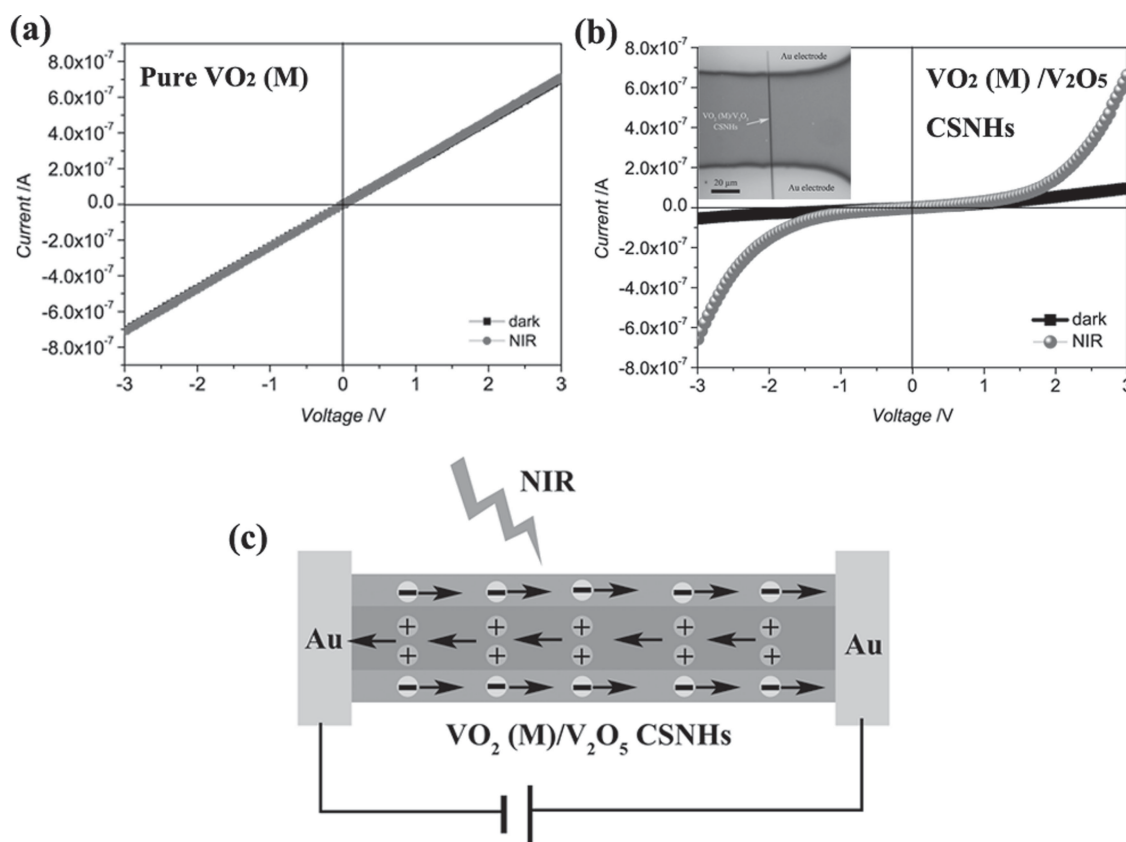 (a)
Pure VO₂ (M)
8.0x10⁻⁷
6.0x10⁻⁷
4.0x10⁻⁷
2.0x10⁻⁷
0.0
-2.0x10⁻⁷
-4.0x10⁻⁷
-6.0x10⁻⁷
-8.0x10⁻⁷
Current /A
dark
NIR
-3 -2 -1 0 1 2 3
Voltage /V
(b)
8.0x10⁻⁷
6.0x10⁻⁷
4.0x10⁻⁷
2.0x10⁻⁷
0.0
-2.0x10⁻⁷
-4.0x10⁻⁷
-6.0x10⁻⁷
-8.0x10⁻⁷
Current /A
Au electrode
VO₂ (M)/V₂O₅
CSNHs
20 μm
Au electrode
VO₂ (M) /V₂O₅
CSNHs
dark
NIR
-3 -2 -1 0 1 2 3
Voltage /V
(c)
NIR
Au
Au
VO₂ (M)/V₂O₅ CSNHs